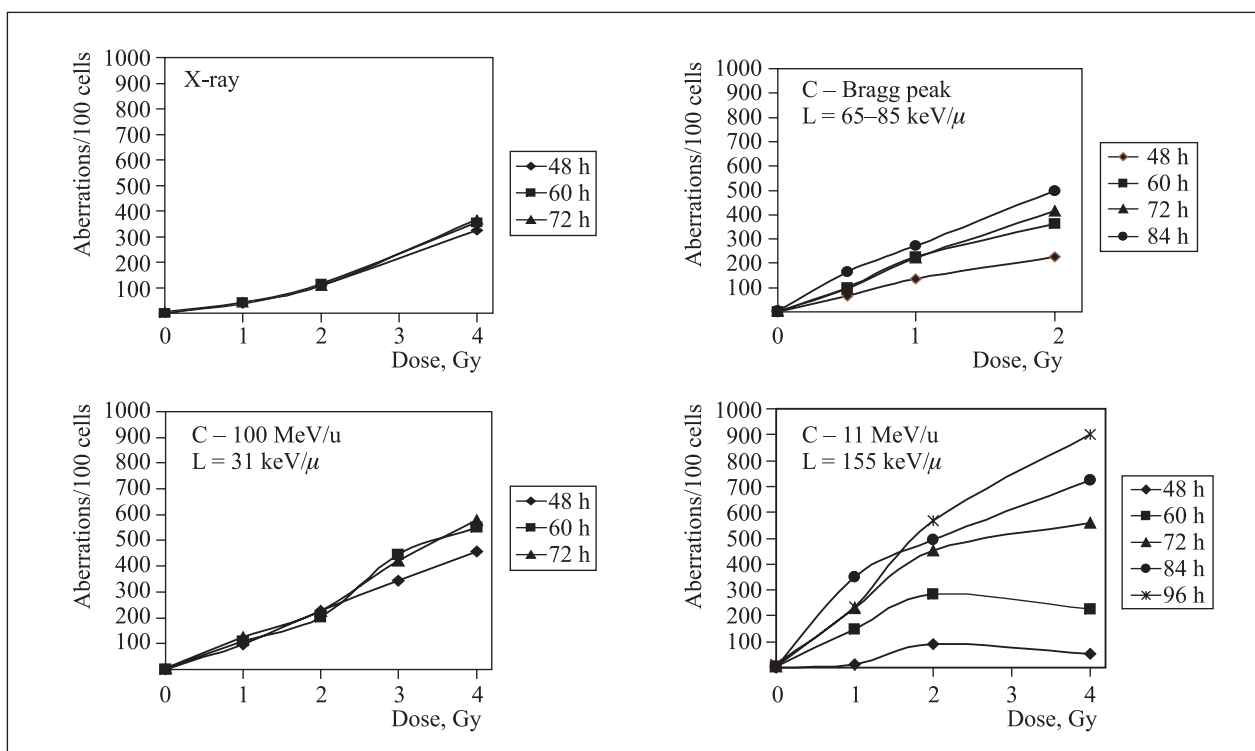 Aberrations/100 cells
1000
900
800
700
600
500
400
300
200
100
0 1 2 3 4
Dose, Gy
X-ray
48 h
60 h
72 h
Aberrations/100 cells
1000
900
800
700
600
500
400
300
200
100
0 1 2
Dose, Gy
C – Bragg peak
L = 65–85 keV/μ
48 h
60 h
72 h
84 h
Aberrations/100 cells
1000
900
800
700
600
500
400
300
200
100
0 1 2 3 4
Dose, Gy
C – 100 MeV/u
L = 31 keV/μ
48 h
60 h
72 h
Aberrations/100 cells
1000
900
800
700
600
500
400
300
200
100
0 1 2 3 4
Dose, Gy
C – 11 MeV/u
L = 155 keV/μ
48 h
60 h
72 h
84 h
96 h